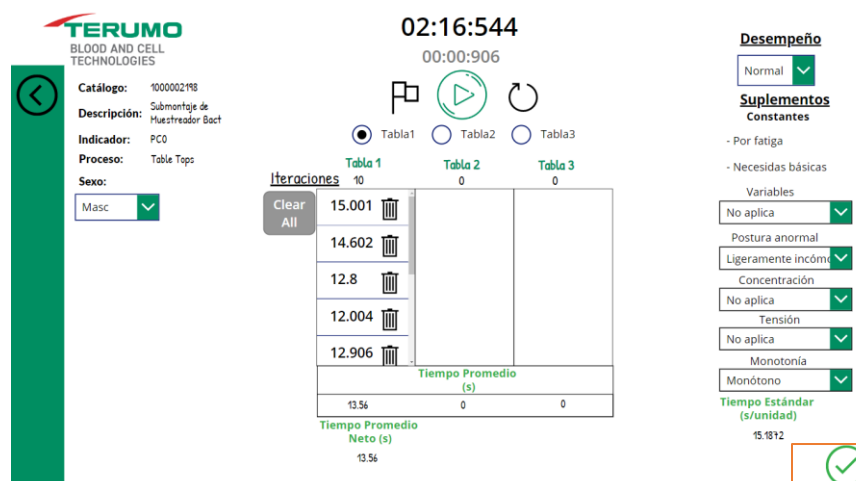 TERUMO
BLOOD AND CELL
TECHNOLOGIES
Catálogo: 1000002198
Descripción: Submontaje de
Muestreador Bact
Indicador: PC0
Proceso: Table Tops
Sexo:
Masc
02:16:544
00:00:906
Tabla1 Tabla2 Tabla3
Tabla 1 Tabla 2 Tabla 3
Iteraciones 10 0 0
Clear
All
15.001
14.602
12.8
12.004
12.906
Tiempo Promedio
(s)
13.56 0 0
Tiempo Promedio
Neto (s)
13.56
Desempeño
Normal
Suplementos
Constantes
- Por fatiga
- Necesidas básicas
Variables
No aplica
Postura anormal
Ligeramente incómo
Concentración
No aplica
Tensión
No aplica
Monotonía
Monótono
Tiempo Estándar
(s/unidad)
15.1872